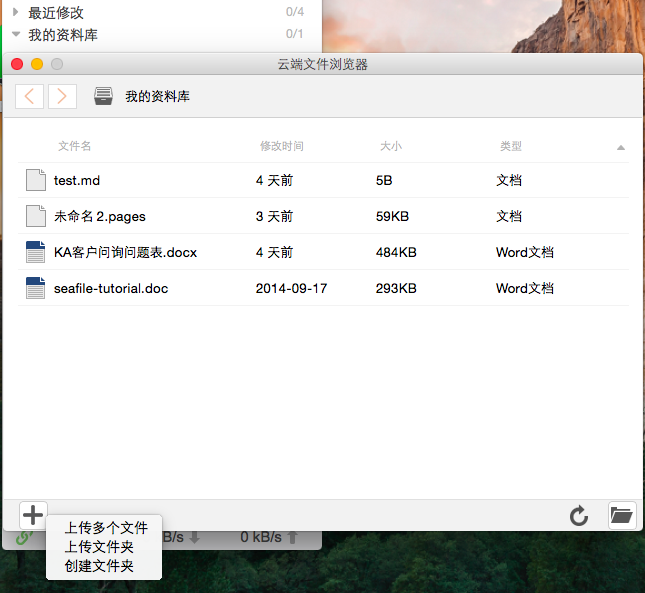 最近修改 0/4
我的资料库 0/1
云端文件浏览器
我的资料库
文件名 修改时间 大小 类型
test.md 4 天前 5B 文档
未命名 2.pages 3 天前 59KB 文档
KA客户问询问题表.docx 4 天前 484KB Word文档
seafile-tutorial.doc 2014-09-17 293KB Word文档
上传多个文件
上传文件夹
创建文件夹
B/s 0 kB/s